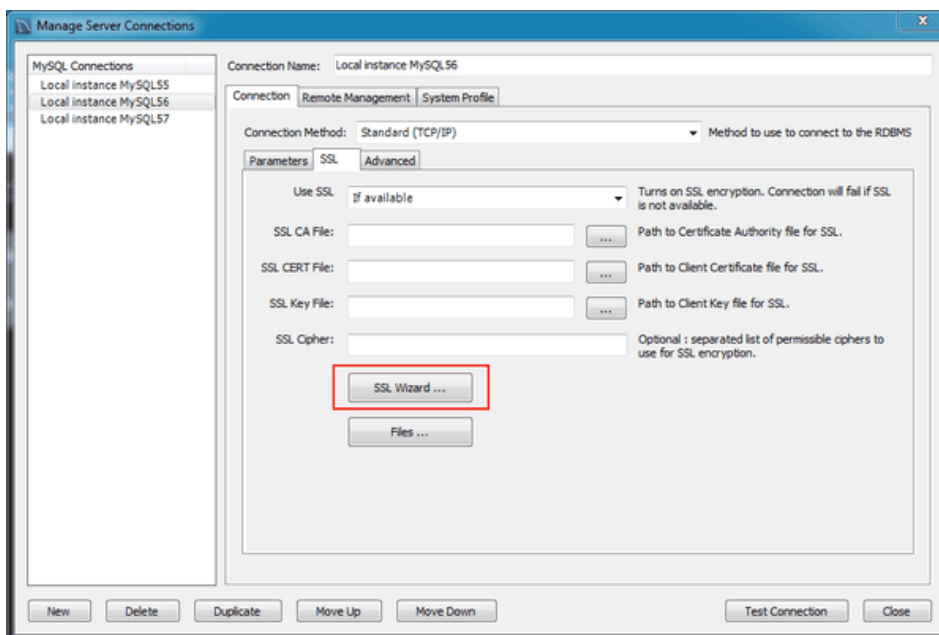 Manage Server Connections
x
MySQL Connections
Local instance MySQL55
Local instance MySQL56
Local instance MySQL57
Connection Name: Local instance MySQL56
Connection Remote Management System Profile
Connection Method: Standard (TCP/IP) Method to use to connect to the RDBMS
Parameters SSL Advanced
Use SSL If available Turns on SSL encryption. Connection will fail if SSL
is not available.
SSL CA File: ... Path to Certificate Authority file for SSL.
SSL CERT File: ... Path to Client Certificate file for SSL.
SSL Key File: ... Path to Client Key file for SSL.
SSL Cipher: Optional : separated list of permissible ciphers to
use for SSL encryption.
SSL Wizard ...
Files ...
New Delete Duplicate Move Up Move Down Test Connection Close